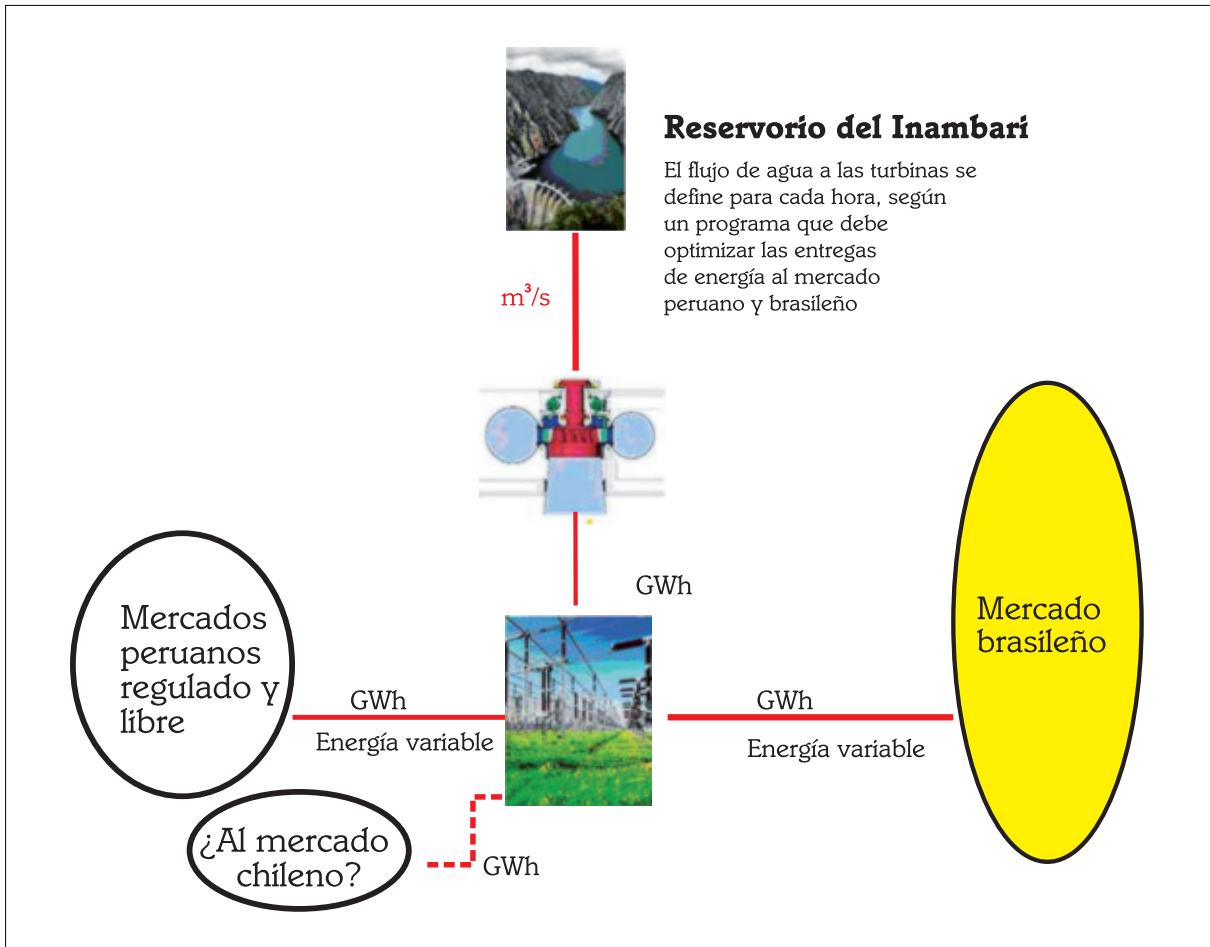 Reservorio del Inambari
El flujo de agua a las turbinas se
define para cada hora, según
un programa que debe
optimizar las entregas
de energía al mercado
peruano y brasileño
m³/s
GWh
Mercados
peruanos
regulado y
libre
GWh
Energía variable
GWh
Energía variable
Mercado
brasileño
¿Al mercado
chileno?
GWh